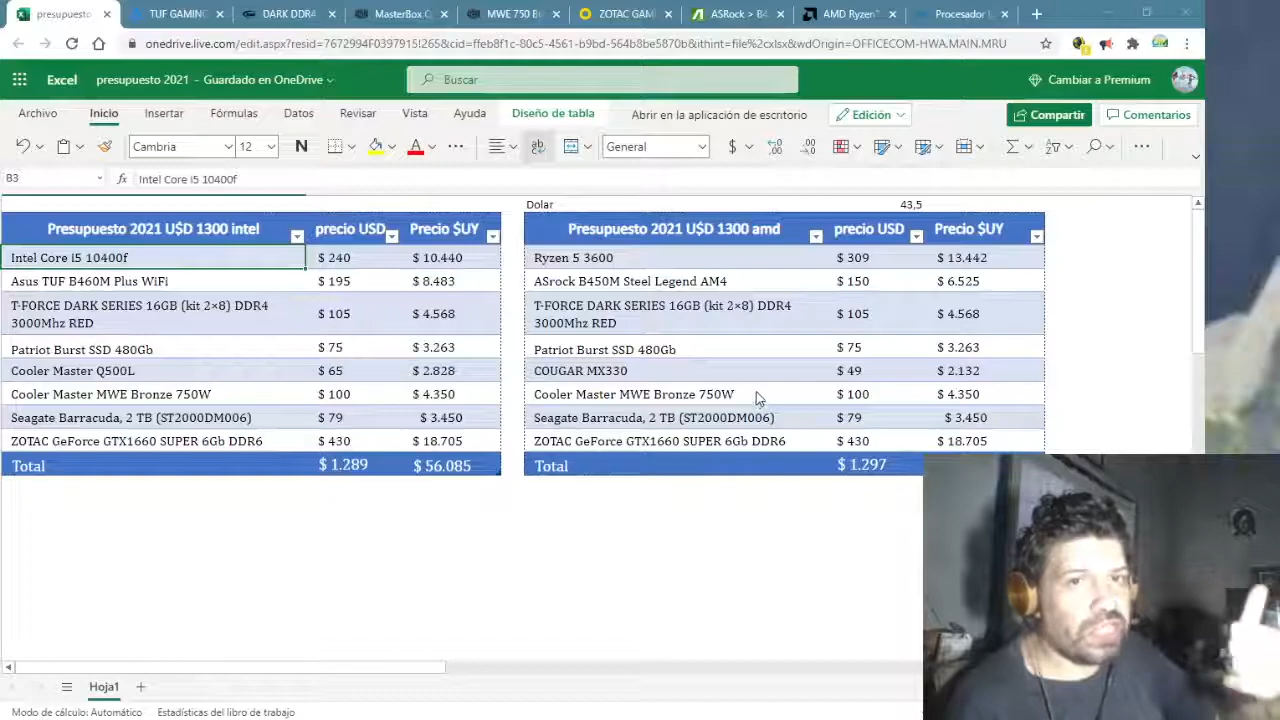 presupuesto
TUF GAMING
DARK DDR4
MasterBox Q
MWE 750 B
ZOTAC GAM
ASRock > B4
AMD Ryzen™
Procesador I
onedrive.live.com/edit.aspx?resid=7672994F0397915!265&cid=ffeb8f1c-80c5-4561-b9bd-564b8be5870b&ithint=file%2cxlsx&wdOrigin=OFFICECOM-HWA.MAIN.MRU
Excel presupuesto 2021 - Guardado en OneDrive Buscar Cambiar a Premium
Archivo Inicio Insertar Fórmulas Datos Revisar Vista Ayuda Diseño de tabla Abrir en la aplicación de escritorio Edición Compartir Comentarios
Cambria 12 N A ab General $
B3 fx Intel Core i5 10400f
Dolar 43,5
Presupuesto 2021 U$D 1300 intel precio USD Precio $UY
Intel Core i5 10400f $ 240 $ 10.440
Asus TUF B460M Plus WiFi $ 195 $ 8.483
T-FORCE DARK SERIES 16GB (kit 2×8) DDR4
3000Mhz RED $ 105 $ 4.568
Patriot Burst SSD 480Gb $ 75 $ 3.263
Cooler Master Q500L $ 65 $ 2.828
Cooler Master MWE Bronze 750W $ 100 $ 4.350
Seagate Barracuda, 2 TB (ST2000DM006) $ 79 $ 3.450
ZOTAC GeForce GTX1660 SUPER 6Gb DDR6 $ 430 $ 18.705
Total $ 1.289 $ 56.085
Presupuesto 2021 U$D 1300 amd precio USD Precio $UY
Ryzen 5 3600 $ 309 $ 13.442
ASrock B450M Steel Legend AM4 $ 150 $ 6.525
T-FORCE DARK SERIES 16GB (kit 2×8) DDR4
3000Mhz RED $ 105 $ 4.568
Patriot Burst SSD 480Gb $ 75 $ 3.263
COUGAR MX330 $ 49 $ 2.132
Cooler Master MWE Bronze 750W $ 100 $ 4.350
Seagate Barracuda, 2 TB (ST2000DM006) $ 79 $ 3.450
ZOTAC GeForce GTX1660 SUPER 6Gb DDR6 $ 430 $ 18.705
Total $ 1.297
Hoja1
Modo de cálculo: Automático Estadísticas del libro de trabajo